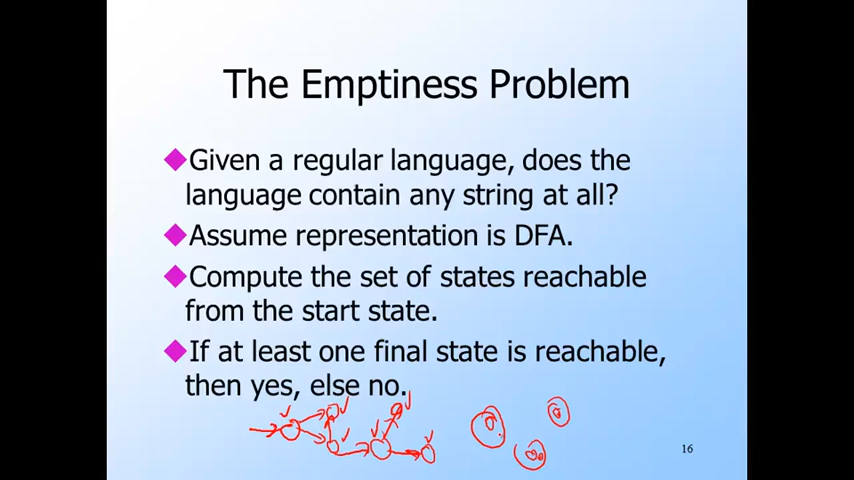 The Emptiness Problem
Given a regular language, does the
language contain any string at all?
Assume representation is DFA.
Compute the set of states reachable
from the start state.
If at least one final state is reachable,
then yes, else no.
16